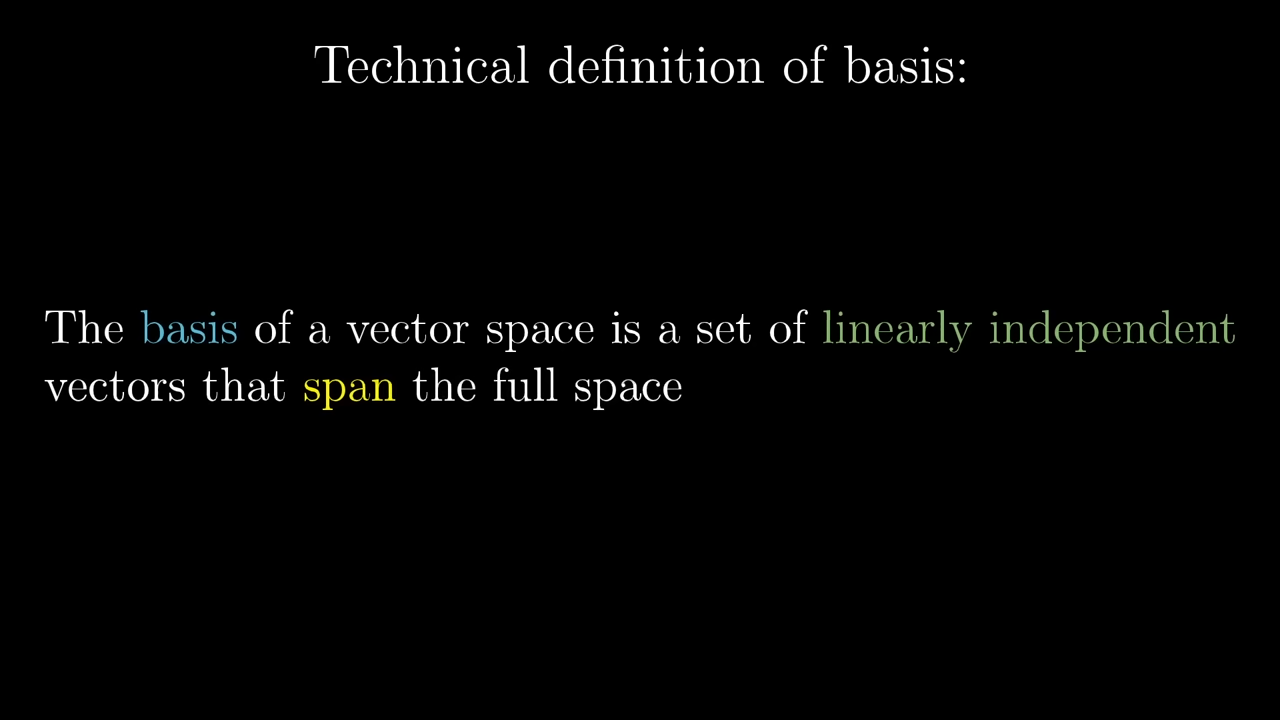 Technical definition of basis:
The basis of a vector space is a set of linearly independent
vectors that span the full space